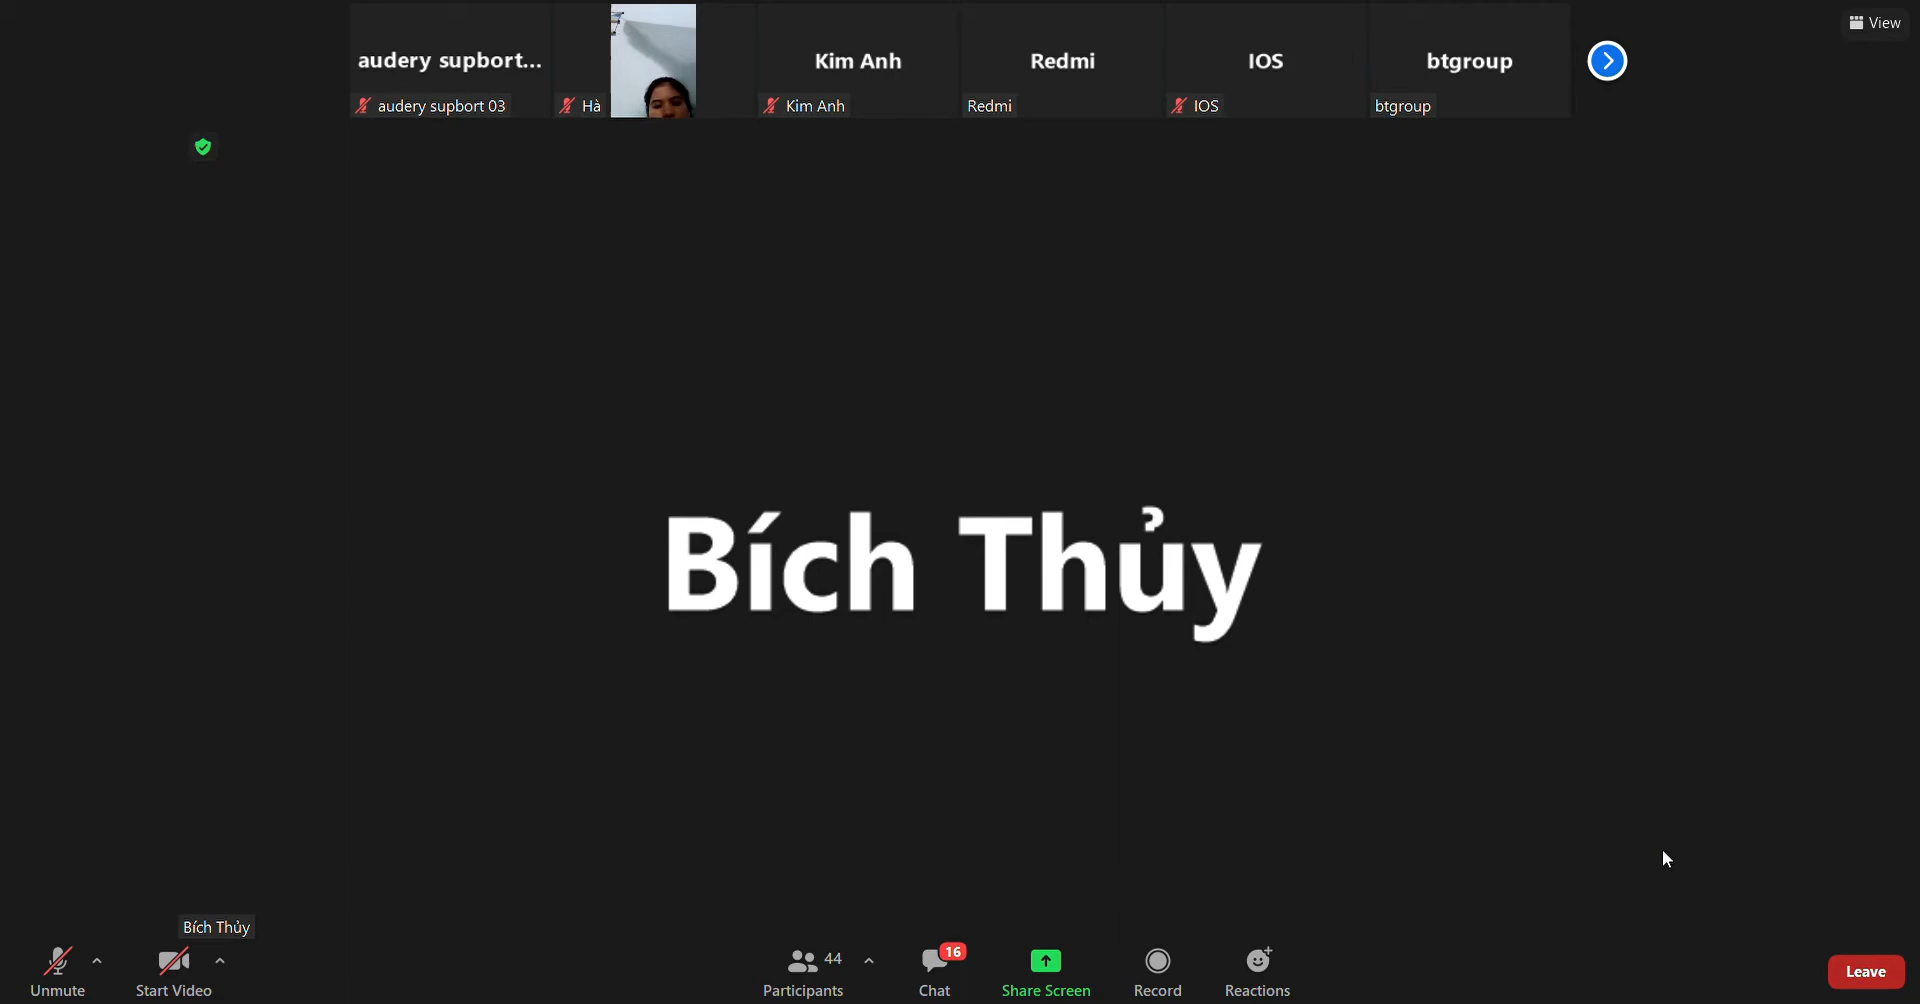 audery supbort...
Kim Anh
Redmi
IOS
btgroup
View
audery supbort 03
Hà
Kim Anh
Redmi
IOS
btgroup
Bích Thủy
Bích Thủy
44
16
Unmute
Start Video
Participants
Chat
Share Screen
Record
Reactions
Leave